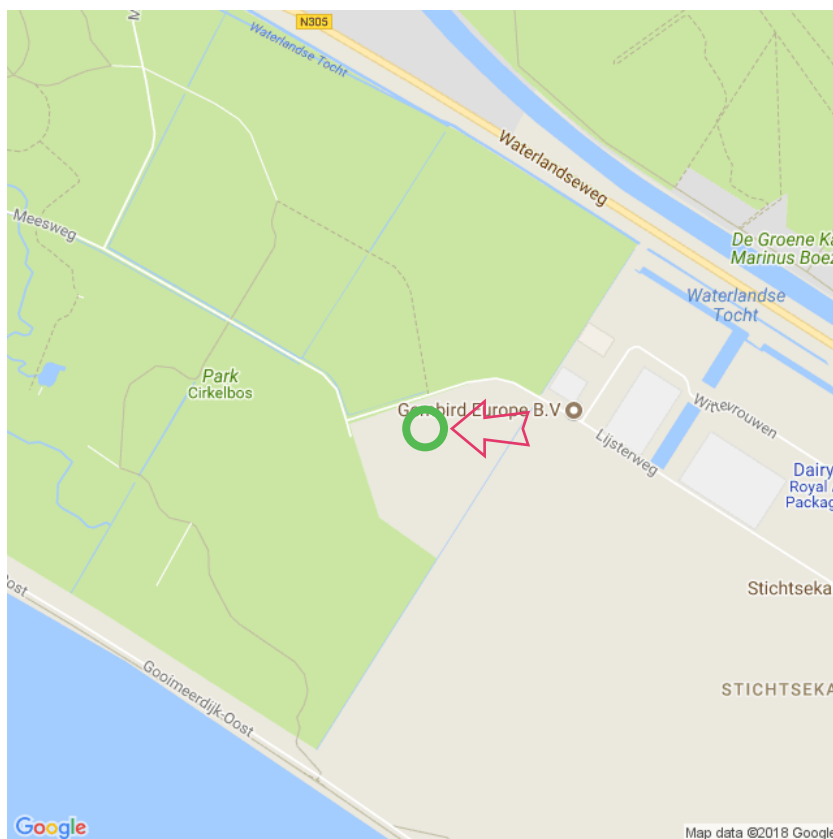 N305
Waterlandse Tocht
Waterlandseweg
Meesweg
De Groene Ka
Marinus Boez
Waterlandse
Tocht
Park
Cirkelbos
Europe B.V
Lijsterweg
Dairy
Royal
Packag
Stichtseka
STICHTSEKA
Oost
Gooimeerdijk-Oost
Google
Map data ©2018 Google